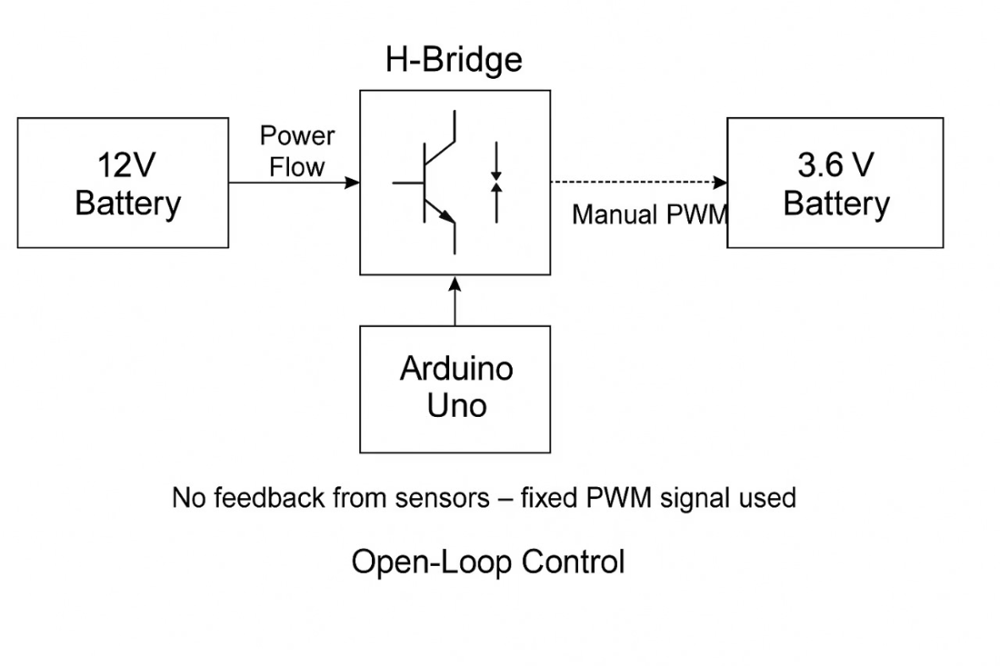 H-Bridge
12V
Battery
Power
Flow
Manual PWM
3.6 V
Battery
Arduino
Uno
No feedback from sensors – fixed PWM signal used
Open-Loop Control